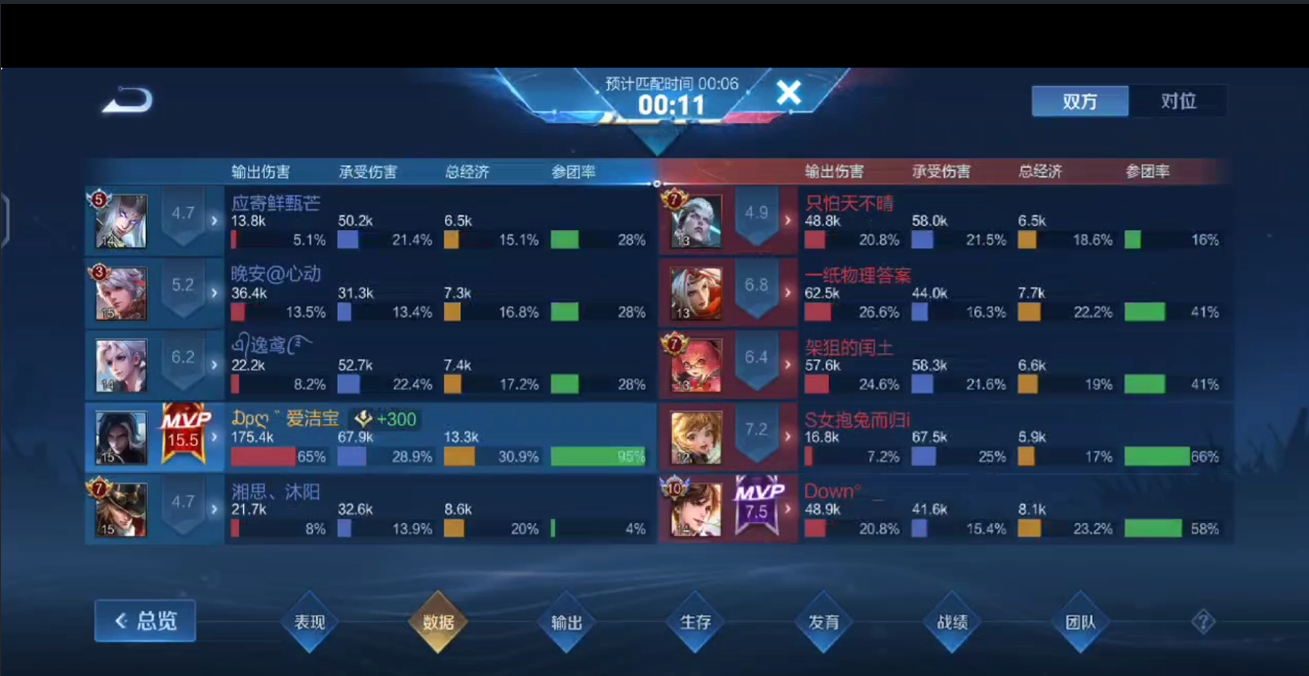 预计匹配时间 00:06
00:11
双方 对位
输出伤害 承受伤害 总经济 参团率 输出伤害 承受伤害 总经济 参团率
5 14 4.7 应寄鲜甄芒
13.8k 50.2k 6.5k
5.1% 21.4% 15.1% 28%
7 13 4.9 只怕天不晴
48.8k 58.0k 6.5k
20.8% 21.5% 18.6% 16%
3 15 5.2 晚安@心动
36.4k 31.3k 7.3k
13.5% 13.4% 16.8% 28%
13 6.8 一纸物理答案
62.5k 44.0k 7.7k
26.6% 16.3% 22.2% 41%
14 6.2 逸鸢
22.2k 52.7k 7.4k
8.2% 22.4% 17.2% 28%
7 13 6.4 架狙的闰土
57.6k 58.3k 6.6k
24.6% 21.6% 19% 41%
15 MVP 15.5 爱洁宝 +300
175.4k 67.9k 13.3k
65% 28.9% 30.9% 95%
12 7.2 S女抱兔而归i
16.8k 67.5k 5.9k
7.2% 25% 17% 66%
7 15 4.7 湘思、沐阳
21.7k 32.6k 8.6k
8% 13.9% 20% 4%
10 14 MVP 7.5 Down° _
48.9k 41.6k 8.1k
20.8% 15.4% 23.2% 58%
< 总览 表现 数据 输出 生存 发育 战绩 团队 ?